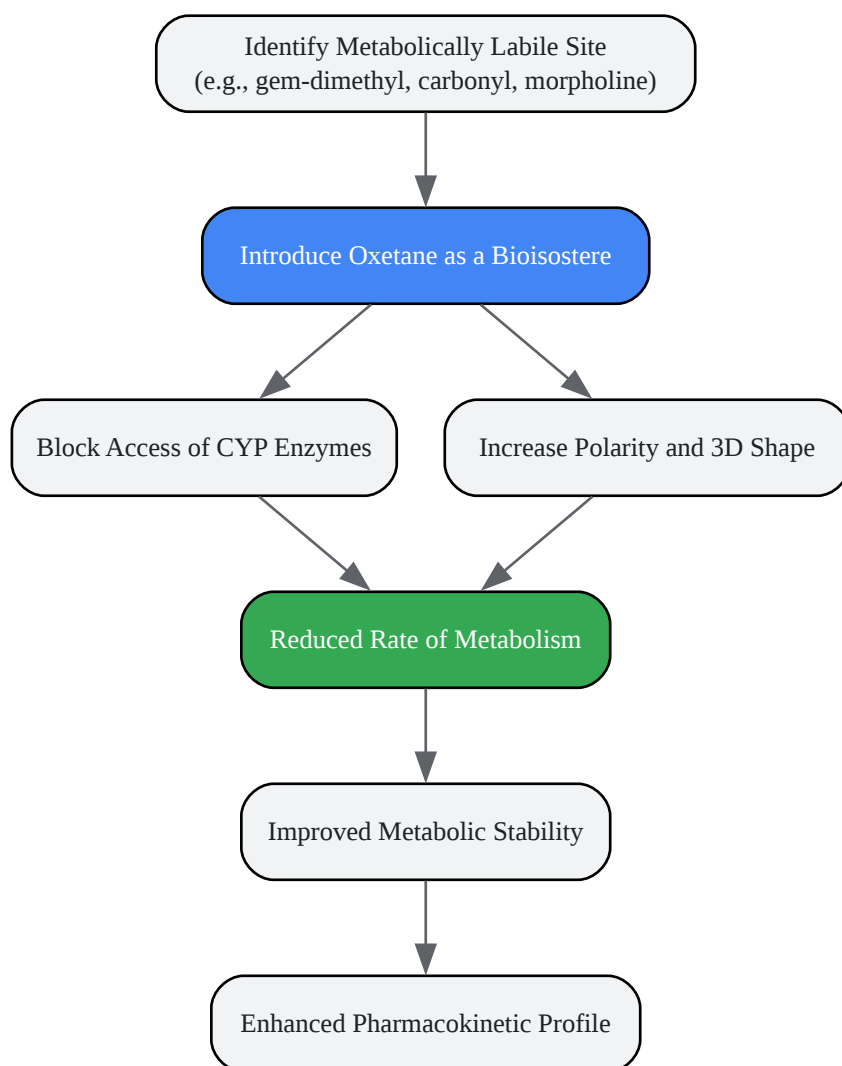 Identify Metabolically Labile Site
(e.g., gem-dimethyl, carbonyl, morpholine)
Introduce Oxetane as a Bioisostere
Block Access of CYP Enzymes
Increase Polarity and 3D Shape
Reduced Rate of Metabolism
Improved Metabolic Stability
Enhanced Pharmacokinetic Profile